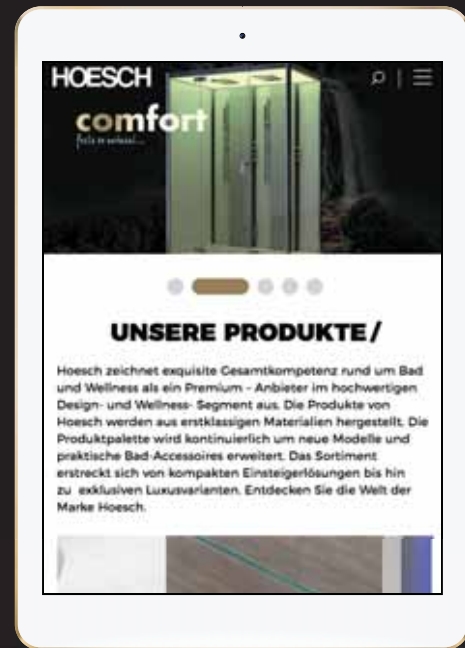 HOESCH
comfort
UNSERE PRODUKTE/
Hoesch zeichnet exquisite Gesamtkompetenz rund um Bad
und Wellness als ein Premium - Anbieter im hochwertigen
Design- und Wellness- Segment aus. Die Produkte von
Hoesch werden aus erstklassigen Materialien hergestellt. Die
Produktpalette wird kontinuierlich um neue Modelle und
praktische Bad-Accessoires erweitert. Das Sortiment
erstreckt sich von kompakten Einsteigerlösungen bis hin
zu exklusiven Luxusvarianten. Entdecken Sie die Welt der
Marke Hoesch.